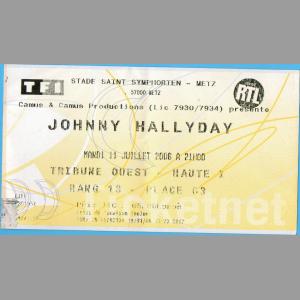 TF1
STADE SAINT SYMPHORIEN - METZ
57000 METZ
RTL
Camus & Camus Productions (Lic 7930/7934) présente
JOHNNY HALLYDAY
MARDI 11 JUILLET 2006 A 21H00
TRIBUNE OUEST HAUTE 1
RANG 13 - PLACE 63
ticketnet